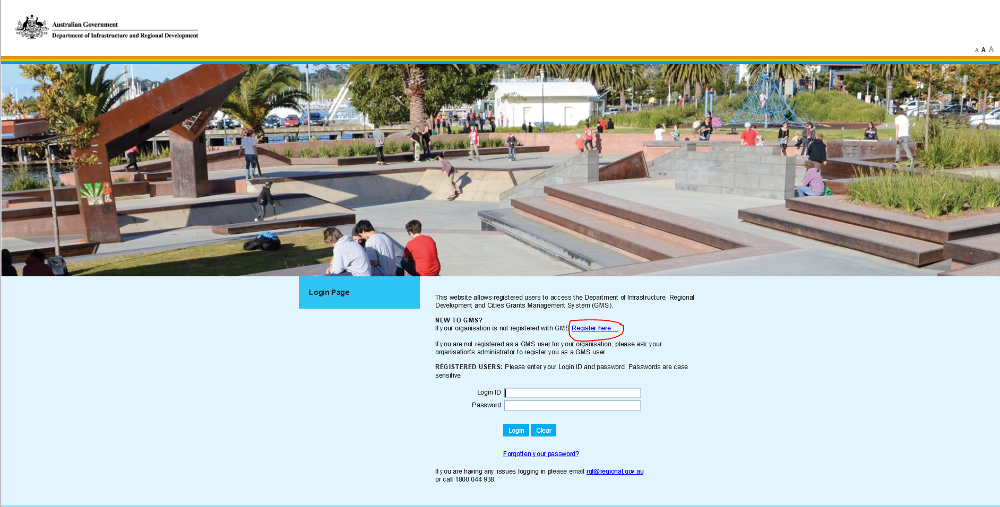 Australian Government
Department of Infrastructure and Regional Development
A A A
Login Page
This website allows registered users to access the Department of Infrastructure, Regional
Development and Cities Grants Management System (GMS).
NEW TO GMS?
If your organisation is not registered with GMS Register here ...
If you are not registered as a GMS user for your organisation, please ask your
organisation's administrator to register you as a GMS user.
REGISTERED USERS: Please enter your Login ID and password. Passwords are case
sensitive.
Login ID
Password
Login Clear
Forgotten your password?
If you are having any issues logging in please email rgf@regional.gov.au
or call 1800 044 938.